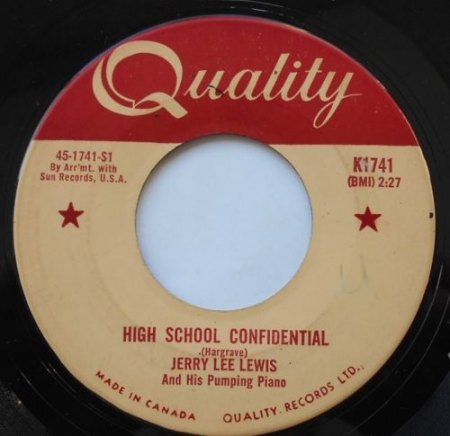 Quality
45-1741-S1
By Arr'mt. with
Sun Records, U.S.A.
K1741
(BMI) 2:27
HIGH SCHOOL CONFIDENTIAL
(Hargrave)
JERRY LEE LEWIS
And His Pumping Piano
MADE IN CANADA
QUALITY RECORDS LTD.